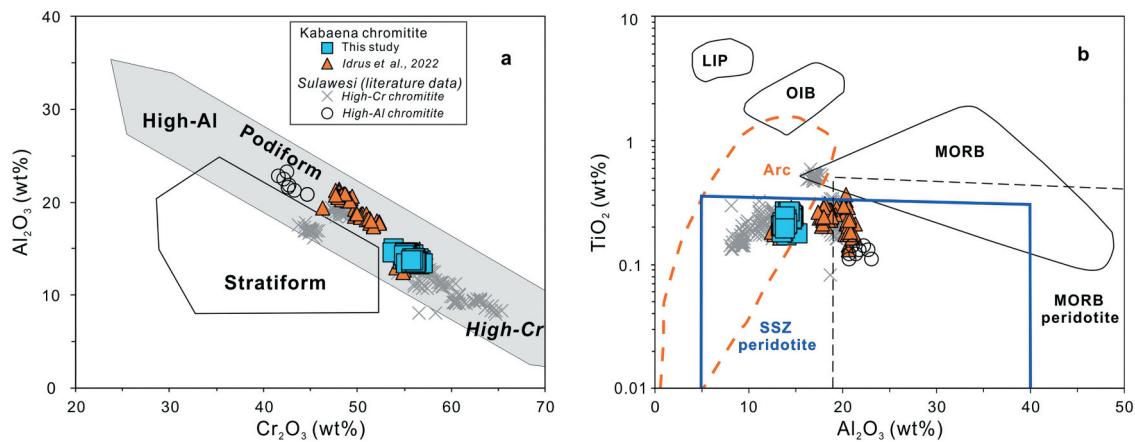 a
Kabaena chromitite
This study
Idrus et al., 2022
Sulawesi (literature data)
High-Cr chromitite
High-Al chromitite
High-Al
Podiform
Stratiform
High-Cr
40
30
20
10
0
20
30
40
50
60
70
Al₂O₃ (wt%)
Cr₂O₃ (wt%)
b
LIP
OIB
Arc
MORB
SSZ
peridotite
MORB
peridotite
10
1
0.1
0.01
0
10
20
30
40
50
TiO₂ (wt%)
Al₂O₃ (wt%)